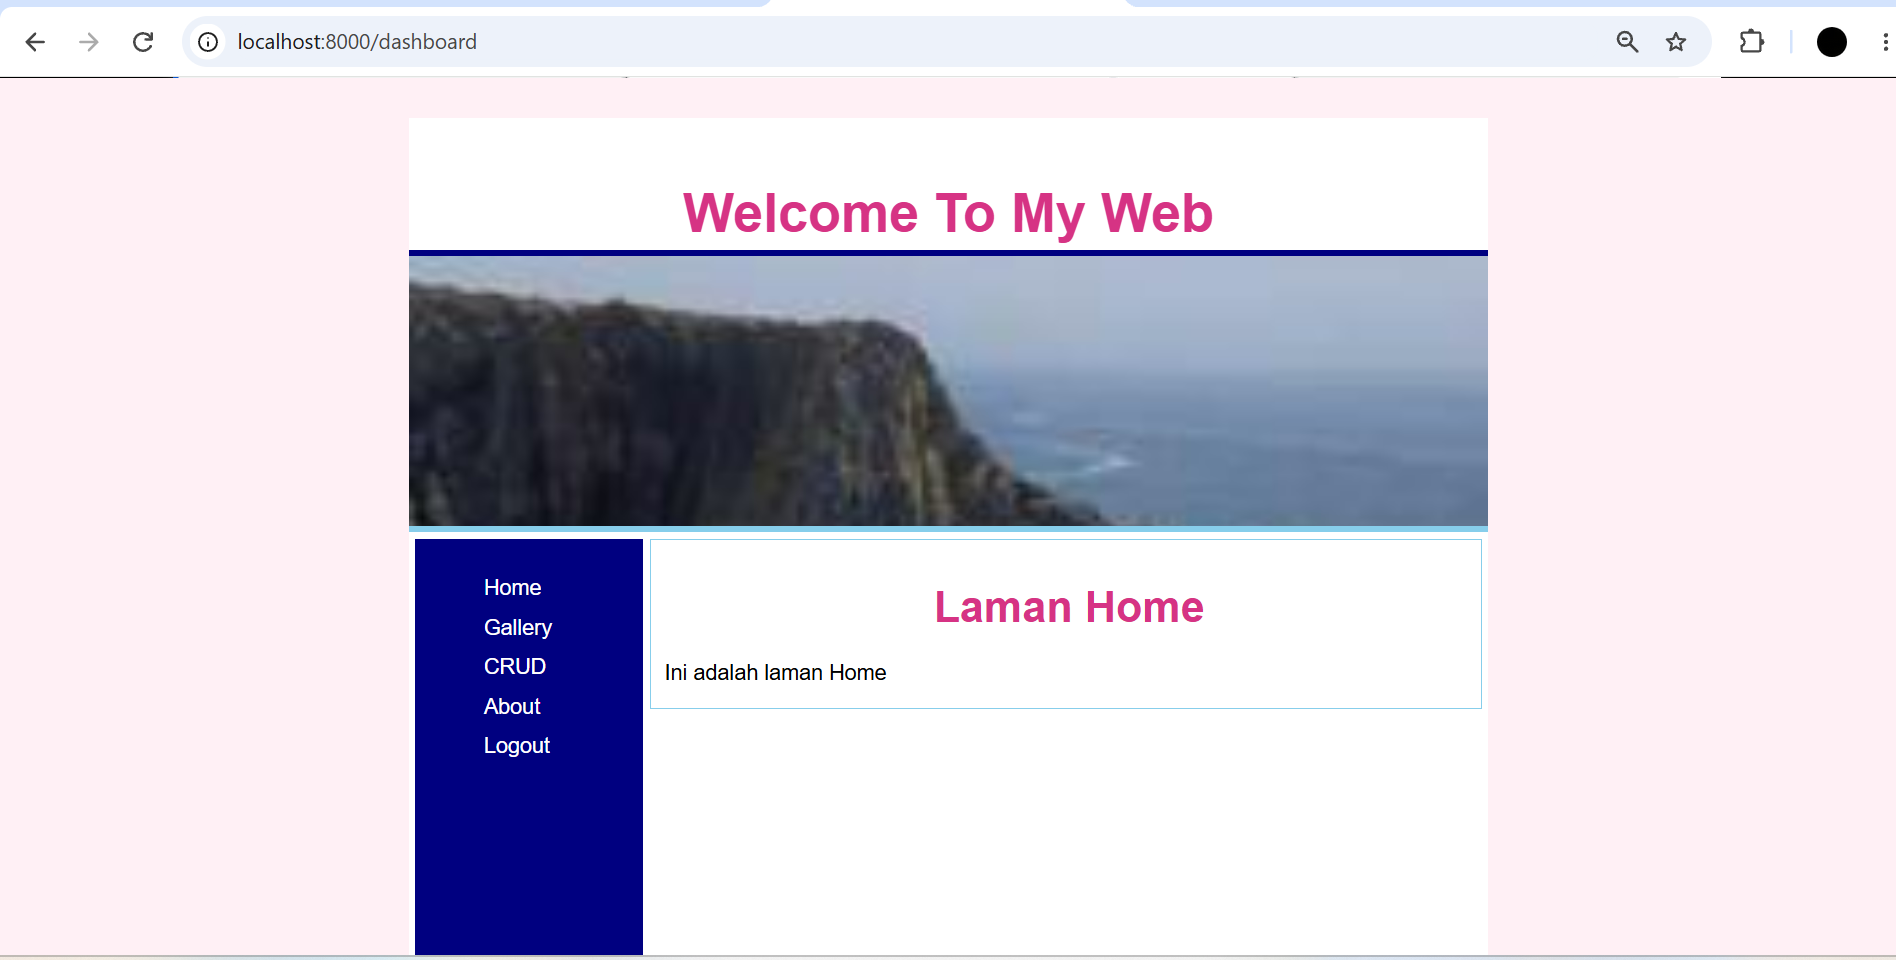 localhost:8000/dashboard
Welcome To My Web
Home
Gallery
CRUD
About
Logout
Laman Home
Ini adalah laman Home